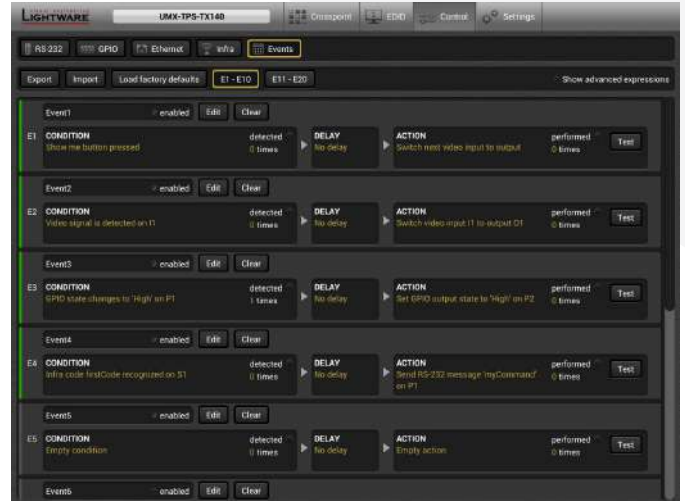 LIGHTWARE UMX-TPS-TX140 Crosspoint EDID Control Settings
RS-232 GPIO Ethernet Infra Events
Export Import Load factory defaults E1 - E10 E11 - E20 Show advanced expressions
Event1 enabled Edit Clear
E1 CONDITION detected DELAY ACTION performed Test
Show me button pressed 0 times No delay Switch next video input to output 0 times
Event2 enabled Edit Clear
E2 CONDITION detected DELAY ACTION performed Test
Video signal is detected on I1 0 times No delay Switch video input I1 to output O1 0 times
Event3 enabled Edit Clear
E3 CONDITION detected DELAY ACTION performed Test
GPIO state changes to 'High' on P1 1 times No delay Set GPIO output state to 'High' on P2 0 times
Event4 enabled Edit Clear
E4 CONDITION detected DELAY ACTION performed Test
Infra code firstCode recognized on S1 0 times No delay Send RS-232 message 'myCommand' 0 times
on P1
Event5 enabled Edit Clear
E5 CONDITION detected DELAY ACTION performed Test
Empty condition 0 times No delay Empty action 0 times
Event6 enabled Edit Clear